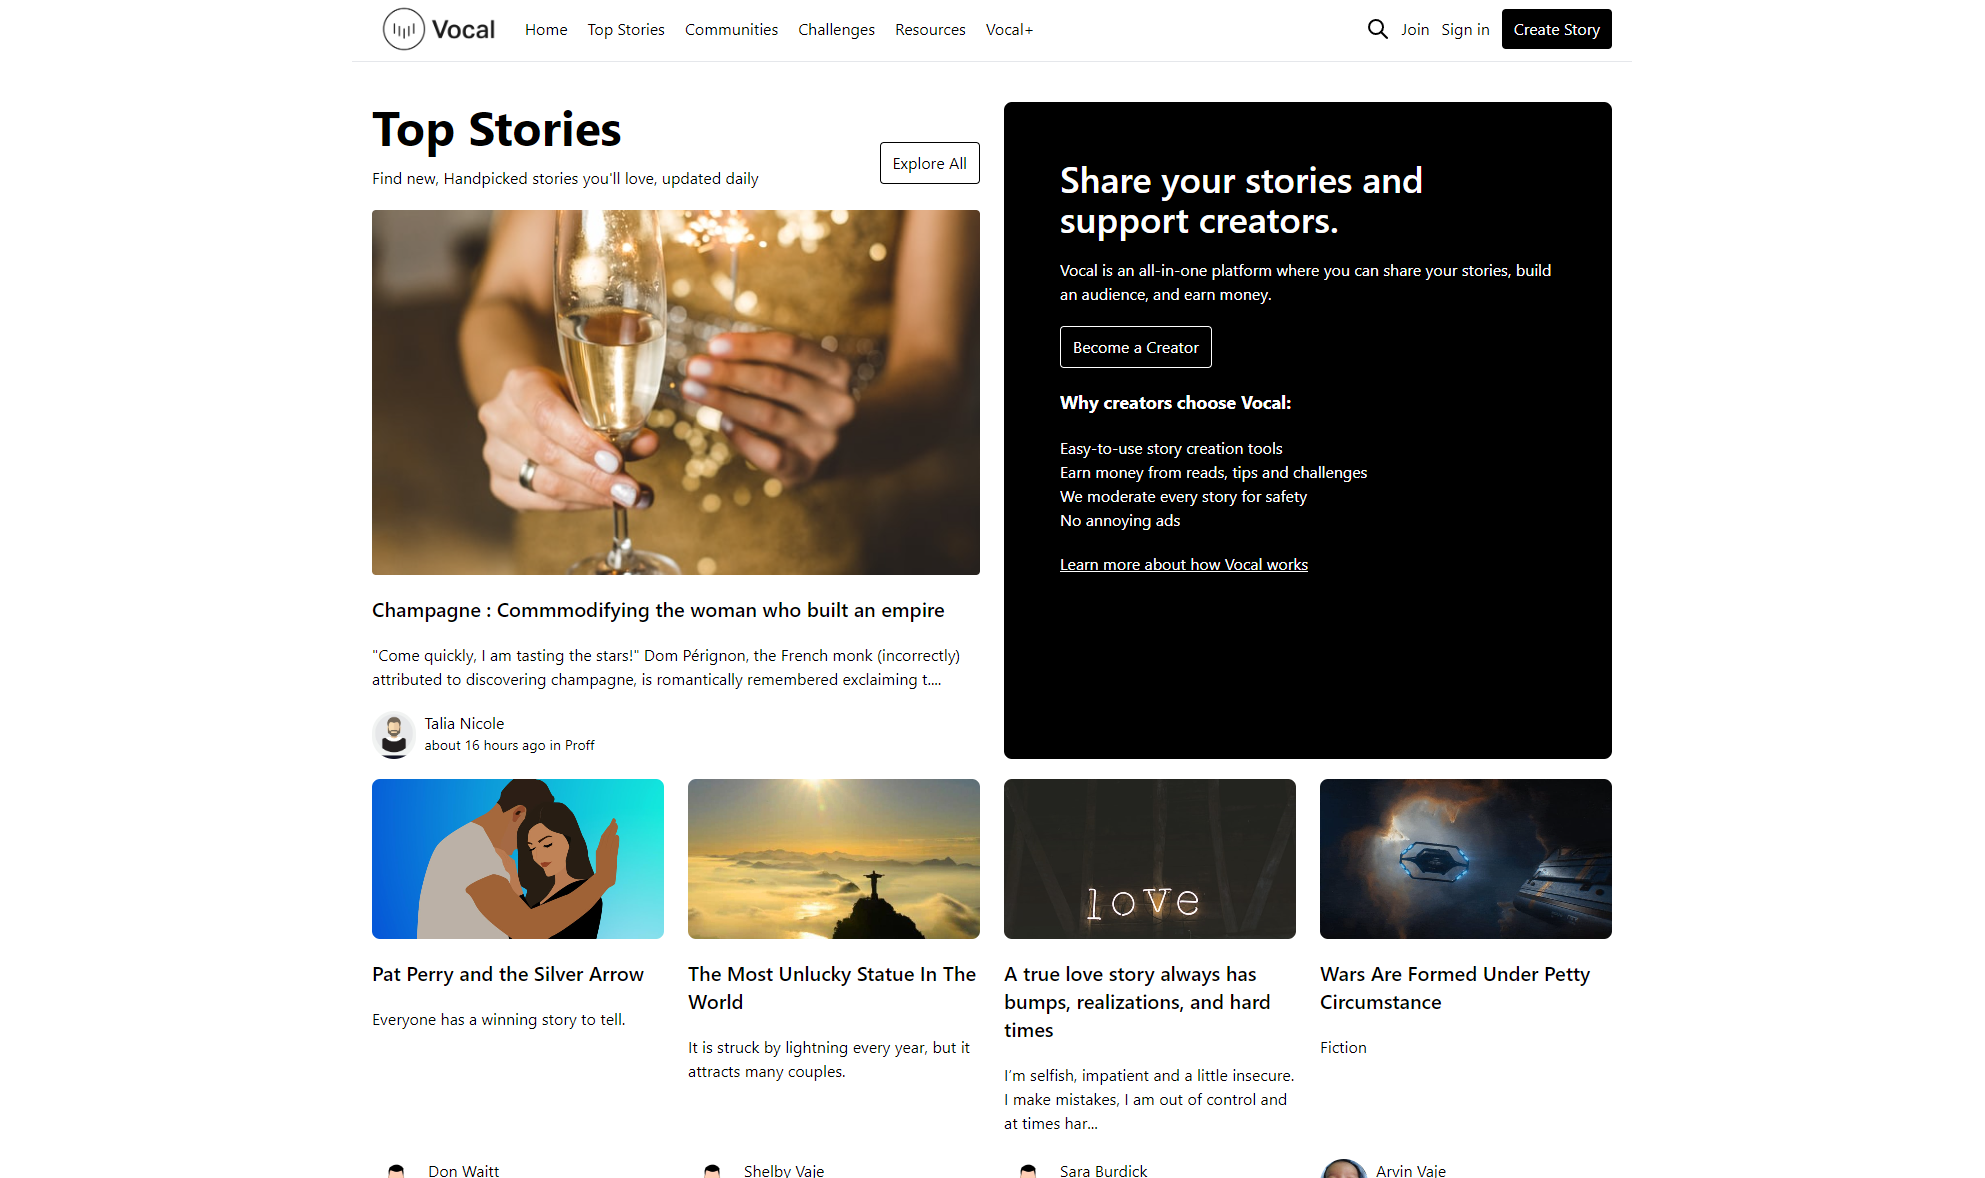 Vocal
Home
Top Stories
Communities
Challenges
Resources
Vocal+
Join
Sign in
Create Story
Top Stories
Find new, Handpicked stories you'll love, updated daily
Explore All
Share your stories and
support creators.
Vocal is an all-in-one platform where you can share your stories, build
an audience, and earn money.
Become a Creator
Why creators choose Vocal:
Easy-to-use story creation tools
Earn money from reads, tips and challenges
We moderate every story for safety
No annoying ads
Learn more about how Vocal works
Champagne : Commmodifying the woman who built an empire
"Come quickly, I am tasting the stars!" Dom Pérignon, the French monk (incorrectly)
attributed to discovering champagne, is romantically remembered exclaiming t....
Talia Nicole
about 16 hours ago in Proff
Pat Perry and the Silver Arrow
Everyone has a winning story to tell.
Don Waitt
The Most Unlucky Statue In The
World
It is struck by lightning every year, but it
attracts many couples.
Shelby Vaje
love
A true love story always has
bumps, realizations, and hard
times
I'm selfish, impatient and a little insecure.
I make mistakes, I am out of control and
at times har...
Sara Burdick
Wars Are Formed Under Petty
Circumstance
Fiction
Arvin Vaje